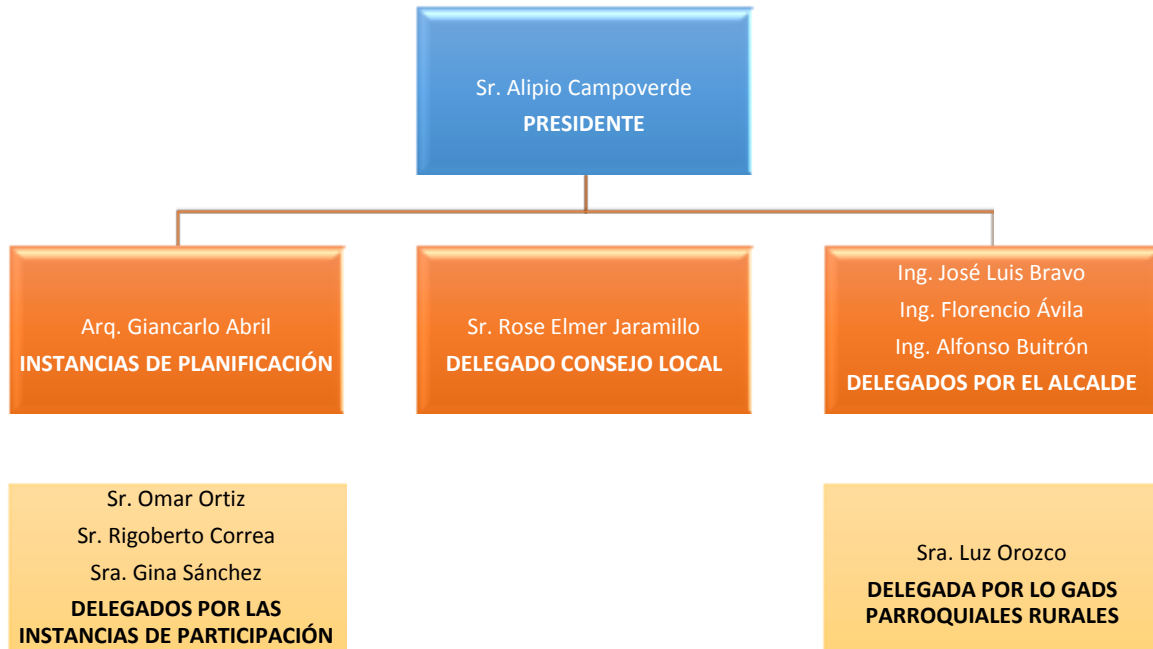 Sr. Alipio Campoverde
PRESIDENTE
Arq. Giancarlo Abril
INSTANCIAS DE PLANIFICACIÓN
Sr. Rose Elmer Jaramillo
DELEGADO CONSEJO LOCAL
Ing. José Luis Bravo
Ing. Florencio Ávila
Ing. Alfonso Buitrón
DELEGADOS POR EL ALCALDE
Sr. Omar Ortiz
Sr. Rigoberto Correa
Sra. Gina Sánchez
DELEGADOS POR LAS
INSTANCIAS DE PARTICIPACIÓN
Sra. Luz Orozco
DELEGADA POR LO GADS
PARROQUIALES RURALES